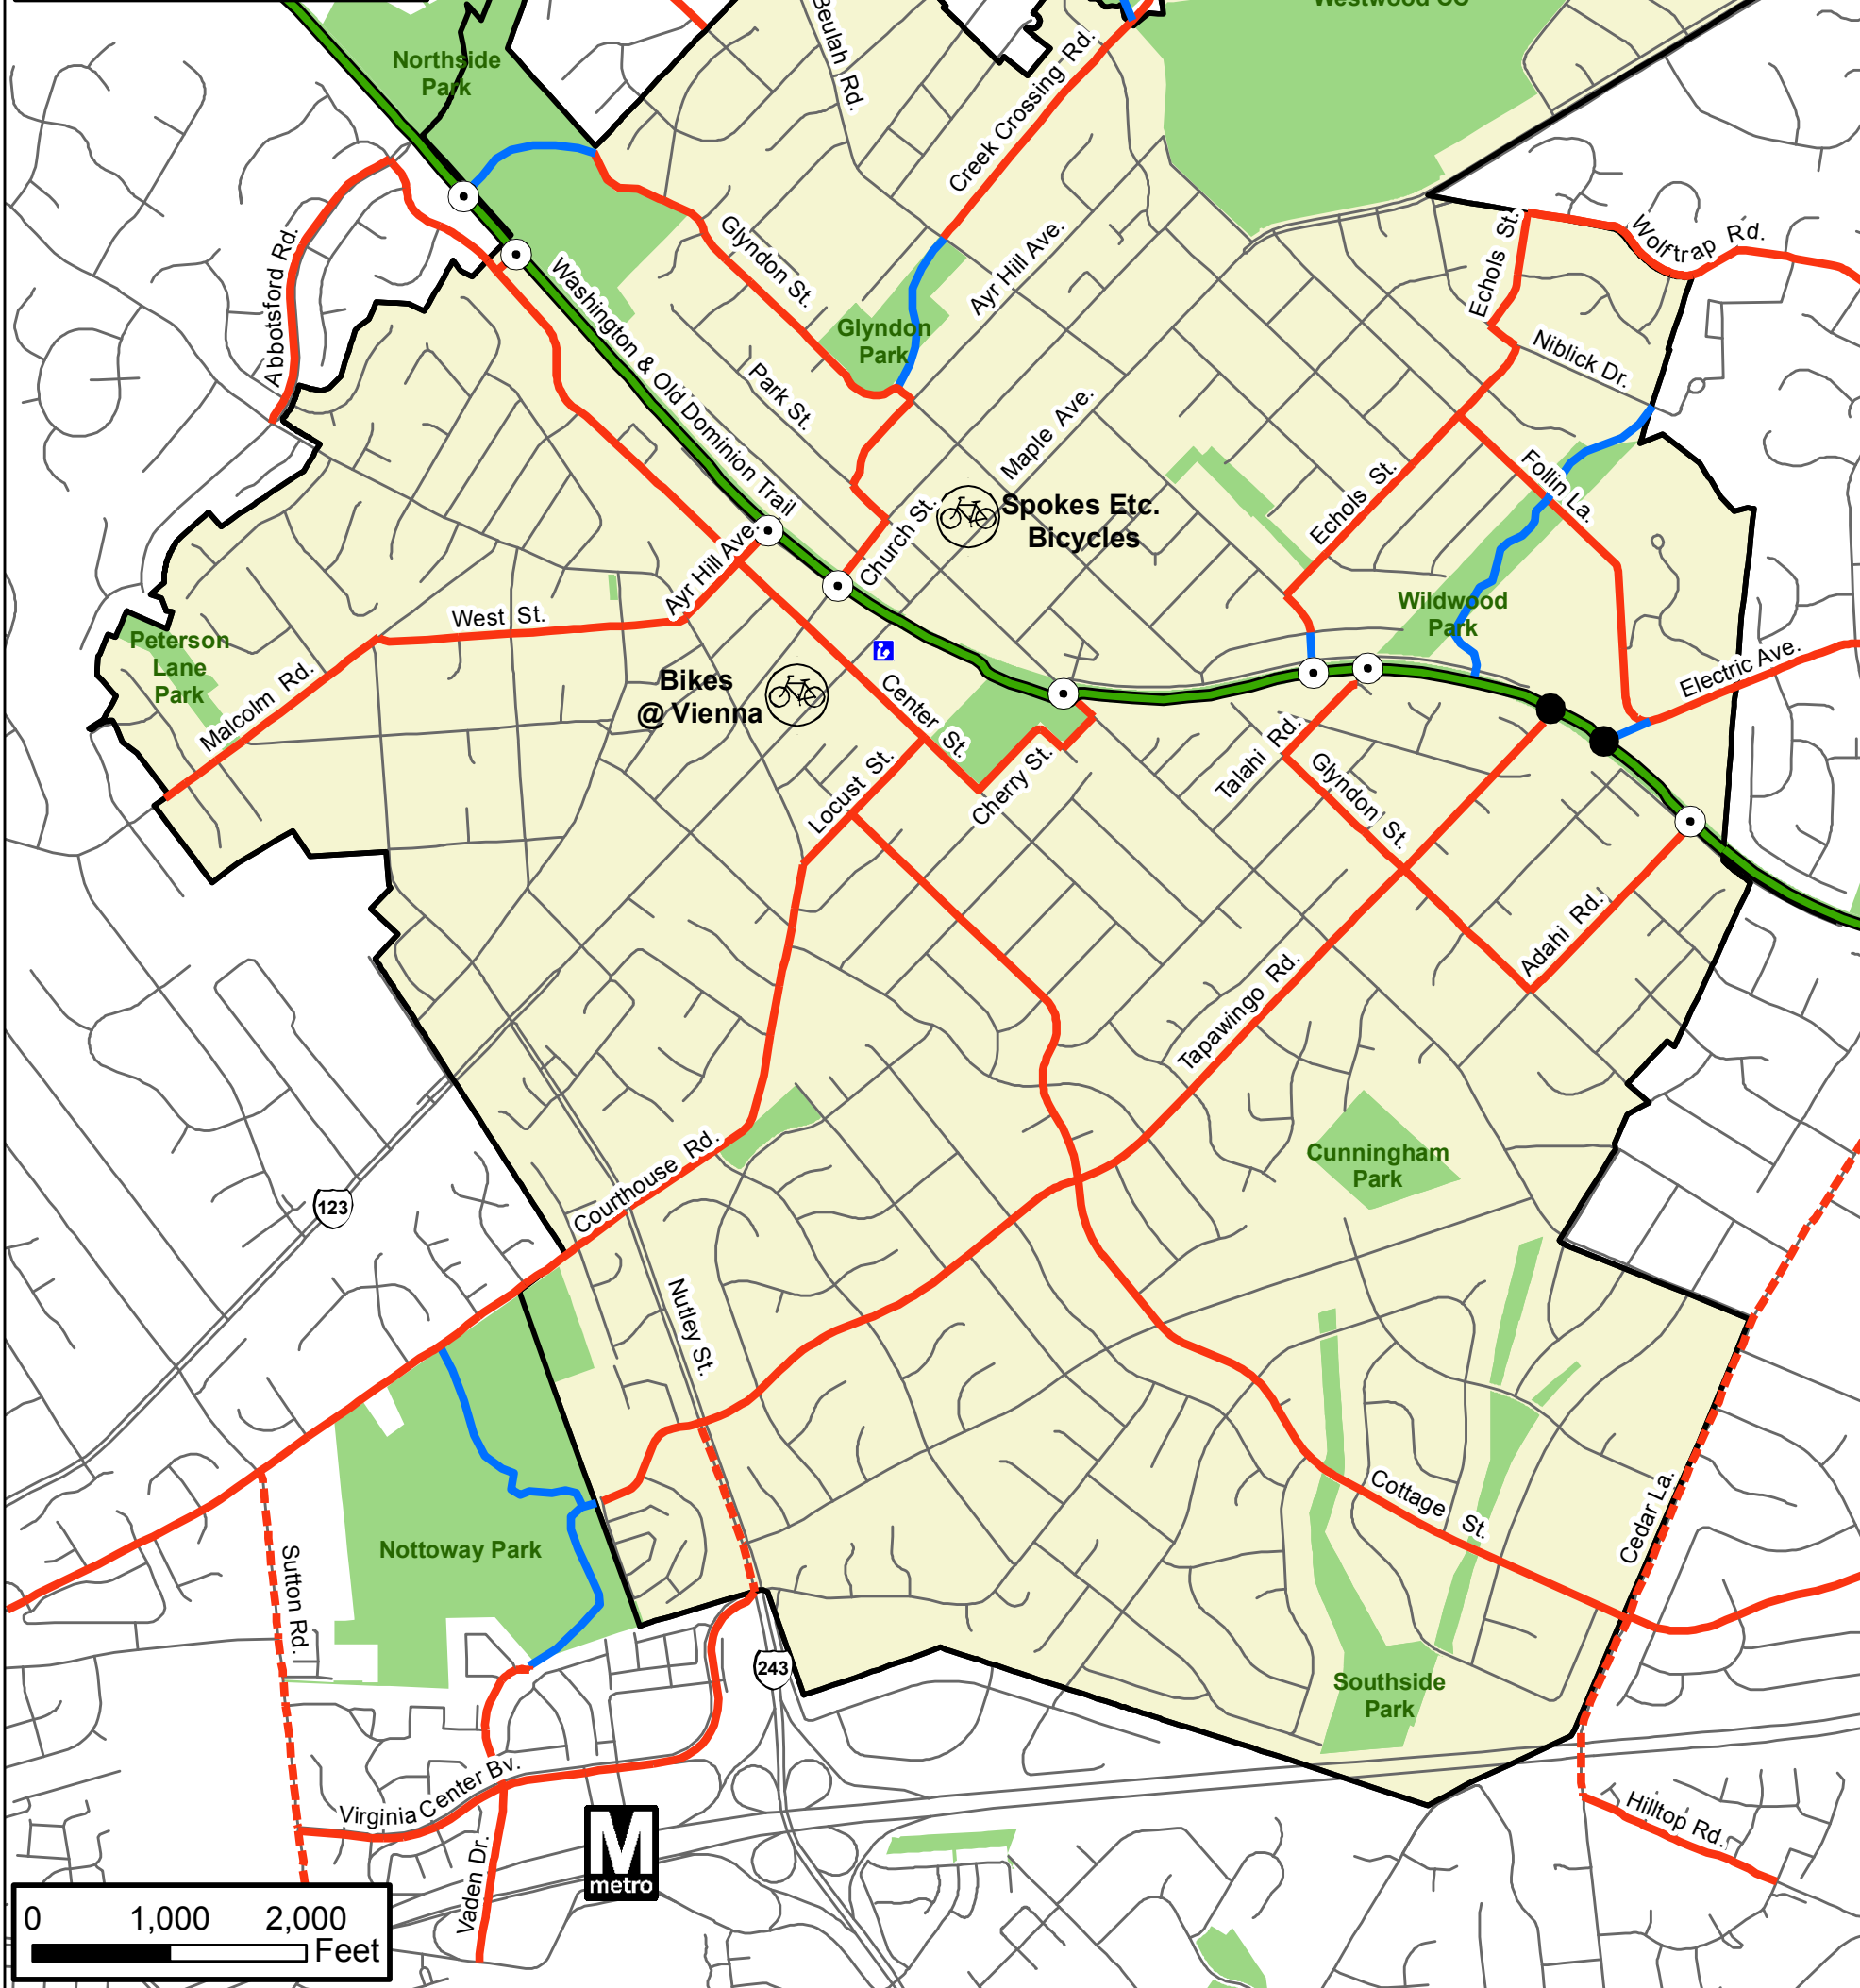 Westwood CC
Northside
Park
Beulah Rd.
Creek Crossing Rd.
Abbotsford Rd.
Glyndon St.
Ayr Hill Ave.
Echols St.
Wolftrap Rd.
Washington & Old Dominion Trail
Glyndon
Park
Niblick Dr.
Park St.
Maple Ave.
Follin La.
Echols St.
Spokes Etc.
Bicycles
Church St.
Ayr Hill Ave.
West St.
Wildwood
Park
Peterson
Lane
Park
Malcolm Rd.
Bikes
@ Vienna
Center St.
Electric Ave.
Talahi Rd.
Locust St.
Cherry St.
Glyndon St.
Adahi Rd.
Tapawingo Rd.
Cunningham
Park
Courthouse Rd.
123
Nutley St.
Cottage St.
Cedar La.
Nottoway Park
Sutton Rd.
243
Southside
Park
Virginia Center Bv.
Hilltop Rd.
Vaden Dr.
M
metro
0 1,000 2,000
Feet